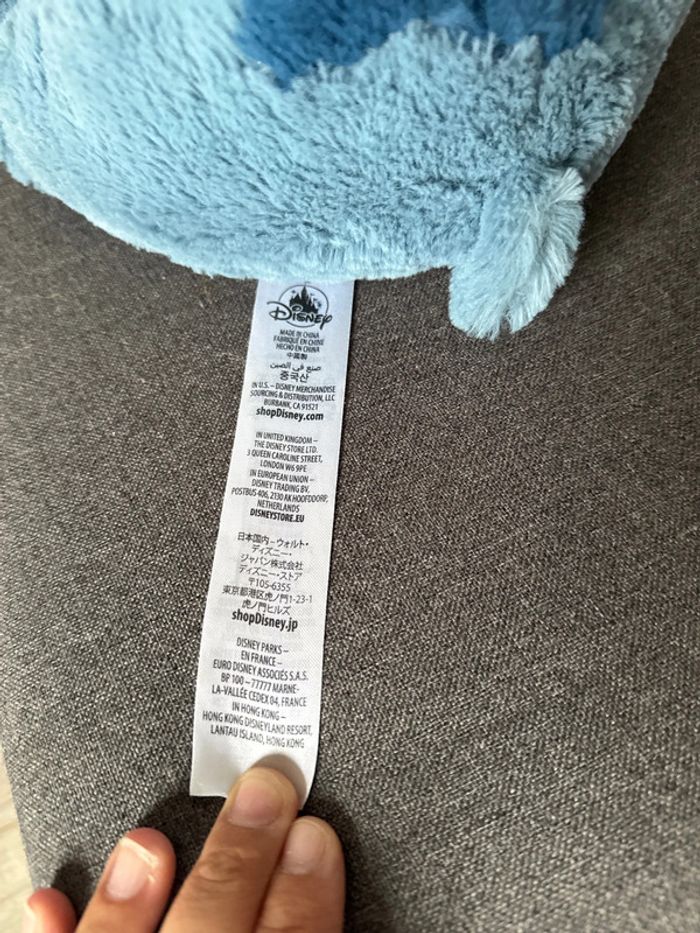 Disney
MADE IN CHINA
FABRIQUÉ EN CHINE
HECHO EN CHINA
中國製
صنع في الصين
중국산
IN U.S. – DISNEY MERCHANDISE
SOURCING & DISTRIBUTION, LLC
BURBANK, CA 91521
shopDisney.com
IN UNITED KINGDOM –
THE DISNEY STORE LTD.
3 QUEEN CAROLINE STREET,
LONDON W6 9PE
IN EUROPEAN UNION –
DISNEY TRADING BV,
POSTBUS 406, 2130 AK HOOFDDORP,
NETHERLANDS
DISNEYSTORE.EU
日本国内 – ウォルト・
ディズニー・
ジャパン株式会社
ディズニー・ストア
〒105-6355
東京都港区虎ノ門1-23-1
虎ノ門ヒルズ
shopDisney.jp
DISNEY PARKS –
EN FRANCE –
EURO DISNEY ASSOCIÉS S.A.S.
BP 100 – 77777 MARNE-
LA-VALLÉE CEDEX 04, FRANCE
IN HONG KONG –
HONG KONG DISNEYLAND RESORT,
LANTAU ISLAND, HONG KONG